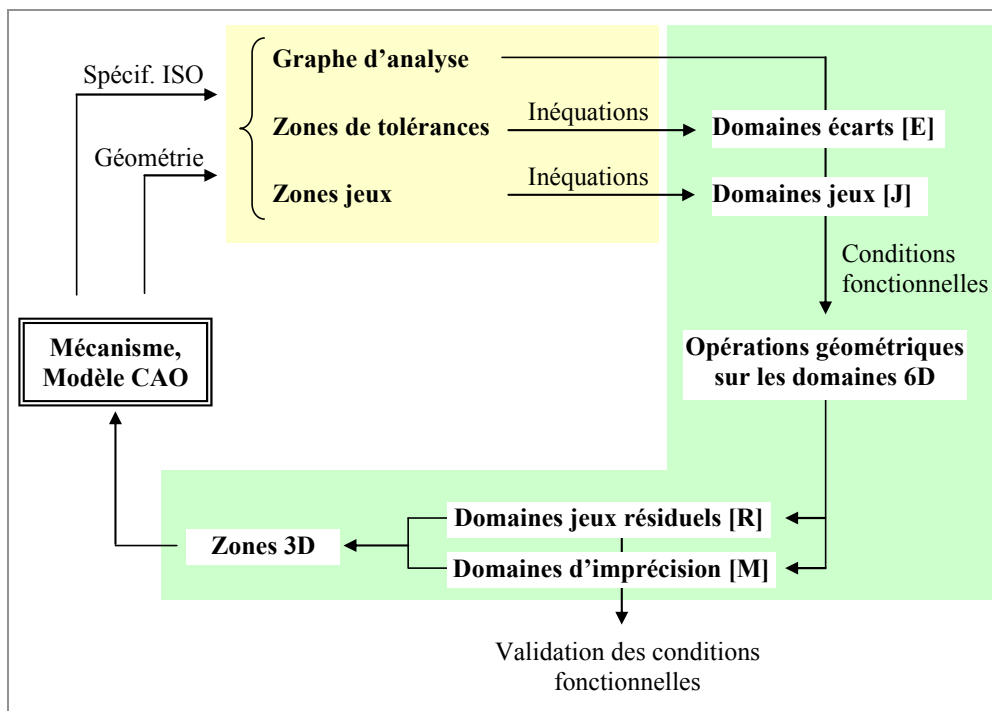 Graphe d'analyse
Spécif. ISO
Zones de tolérances
Inéquations
Domaines écarts [E]
Géométrie
Zones jeux
Inéquations
Domaines jeux [J]
Conditions
fonctionnelles
Mécanisme,
Modèle CAO
Opérations géométriques
sur les domaines 6D
Domaines jeux résiduels [R]
Zones 3D
Domaines d'imprécision [M]
Validation des conditions
fonctionnelles